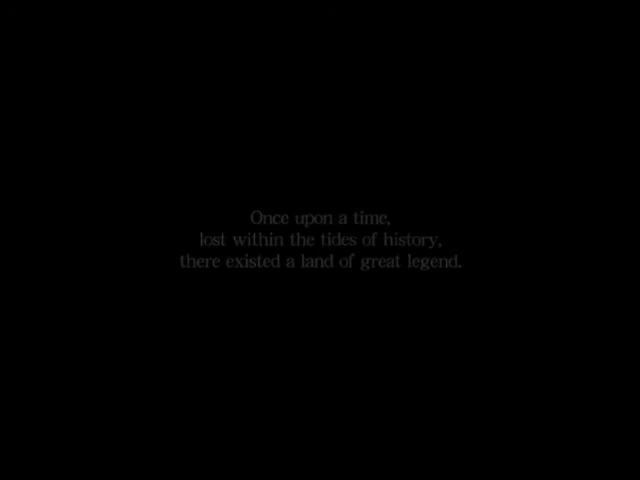 Once upon a time,
lost within the tides of history,
there existed a land of great legend.